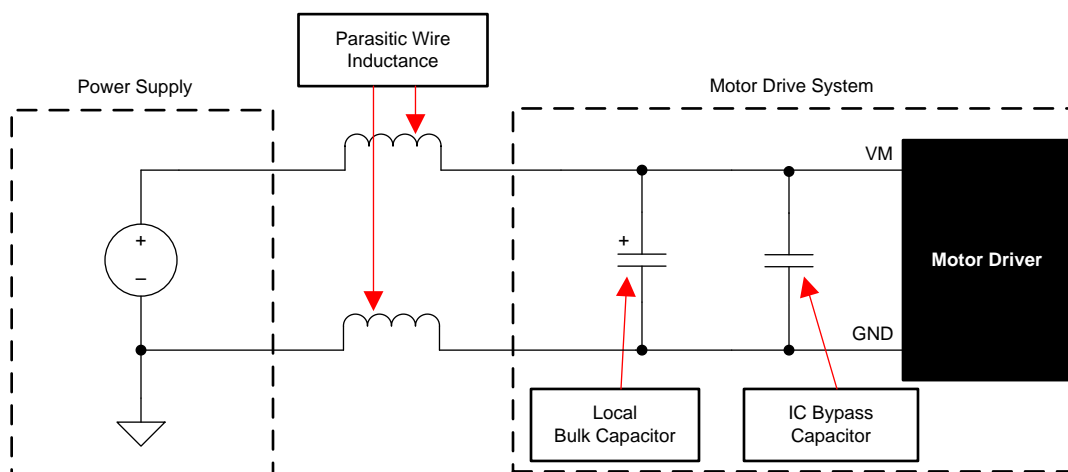 Parasitic Wire
Inductance
Power Supply
Motor Drive System
VM
+
+
–
Motor Driver
GND
Local
Bulk Capacitor
IC Bypass
Capacitor